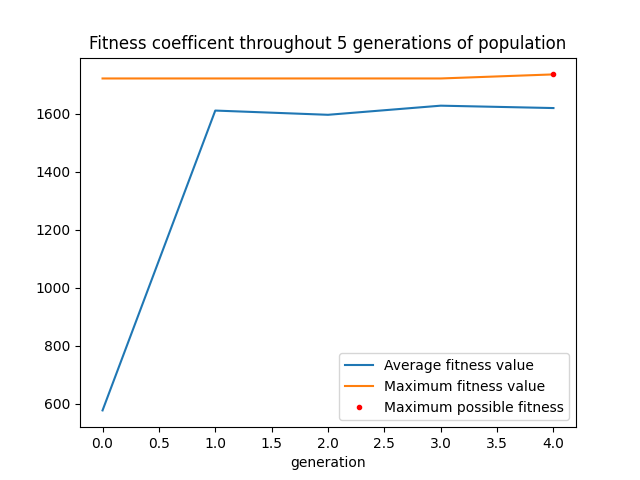 Fitness coefficent throughout 5 generations of population
1600
1400
1200
1000
800
600
Average fitness value
Maximum fitness value
Maximum possible fitness
0.0 0.5 1.0 1.5 2.0 2.5 3.0 3.5 4.0
generation